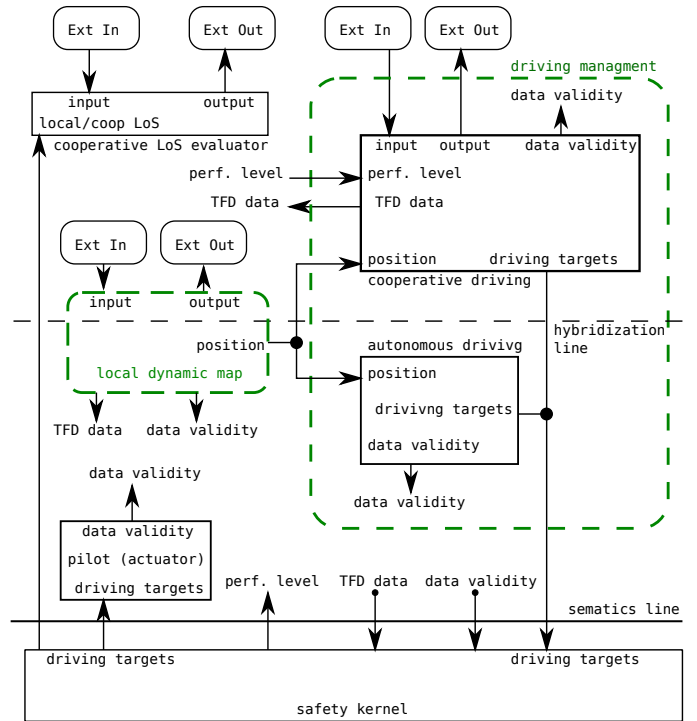 Ext In
Ext Out
Ext In
Ext Out
driving managment
data validity
input
output
local/coop LoS
cooperative LoS evaluator
input
output
data validity
perf. level
perf. level
TFD data
TFD data
Ext In
Ext Out
position
driving targets
cooperative driving
input
output
hybridization
line
position
autonomous drivivg
position
local dynamic map
drivivng targets
TFD data
data validity
data validity
data validity
data validity
data validity
pilot (actuator)
driving targets
perf. level
TFD data
data validity
sematics line
driving targets
driving targets
safety kernel